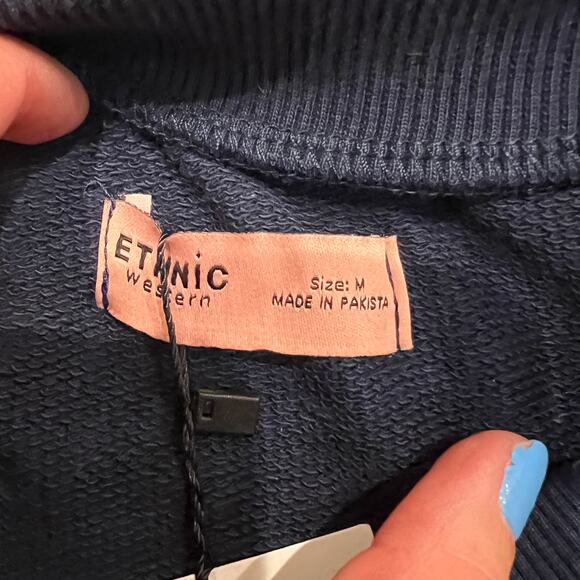 ETHNiC
western
Size: M
MADE IN PAKISTA